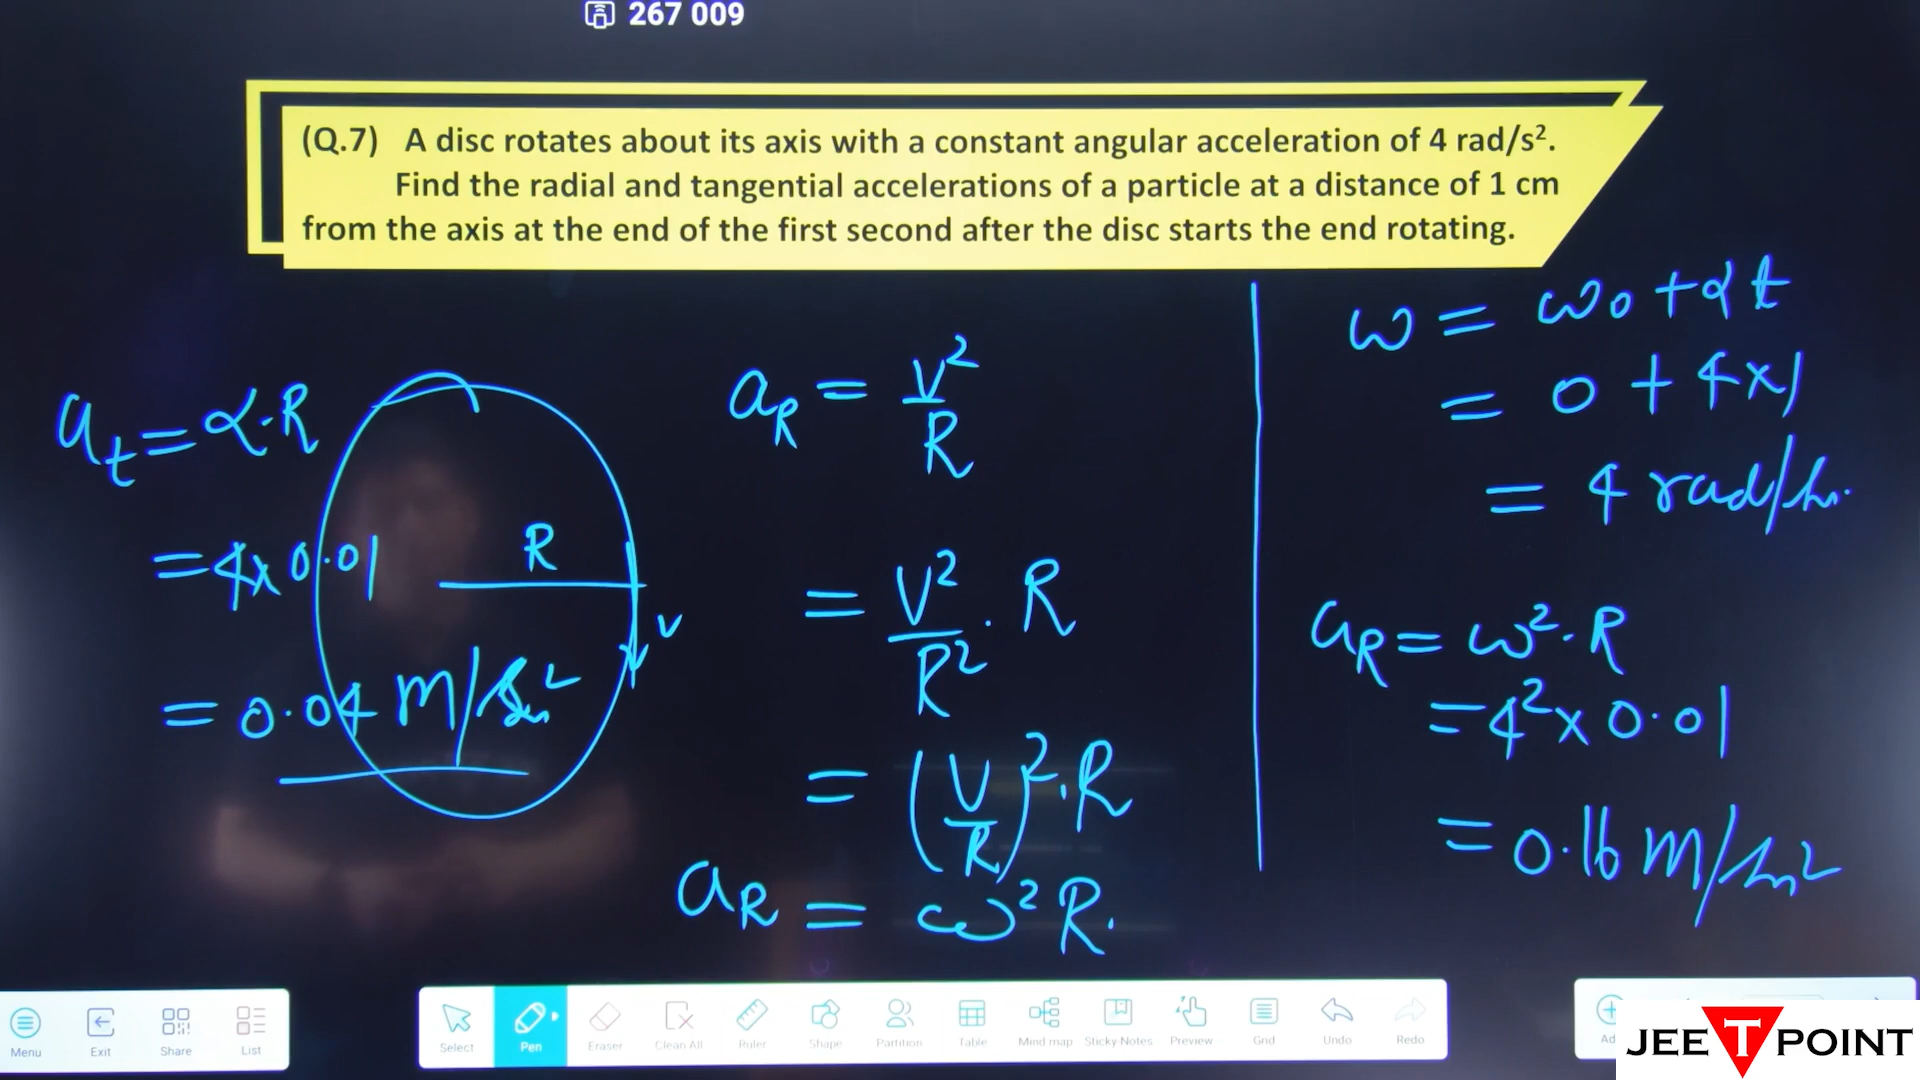 267 009
(Q.7) A disc rotates about its axis with a constant angular acceleration of 4 rad/s².
Find the radial and tangential accelerations of a particle at a distance of 1 cm
from the axis at the end of the first second after the disc starts the end rotating.
a_t = α.R
= 4x 0.01
= 0.04 m/s²
R
v
a_R = v²/R
= V²/R² . R
= (V/R)².R
a_R = ω²R.
ω = ω0 + αt
= 0 + 4x1
= 4 rad/s
a_R = ω².R
= 4² x 0.01
= 0.16 m/s²
Menu
Exit
Share
List
Select
Pen
Eraser
Clean All
Ruler
Shape
Partition
Table
Mind map
Sticky Notes
Preview
Grid
Undo
Redo
JEE T POINT